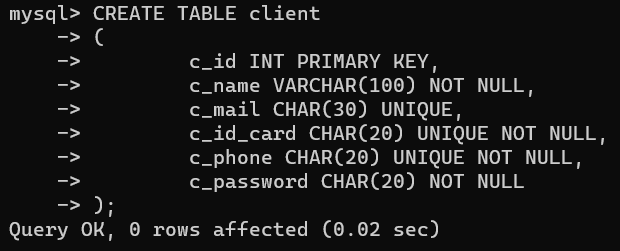 mysql> CREATE TABLE client
    -> (
    ->         c_id INT PRIMARY KEY,
    ->         c_name VARCHAR(100) NOT NULL,
    ->         c_mail CHAR(30) UNIQUE,
    ->         c_id_card CHAR(20) UNIQUE NOT NULL,
    ->         c_phone CHAR(20) UNIQUE NOT NULL,
    ->         c_password CHAR(20) NOT NULL
    -> );
Query OK, 0 rows affected (0.02 sec)